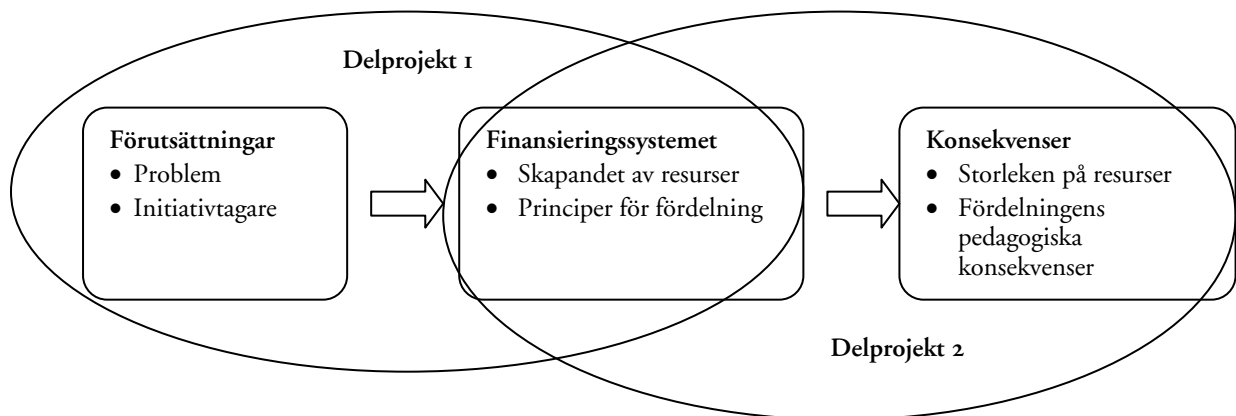 Delprojekt 1
Förutsättningar
• Problem
• Initiativtagare
Finansieringssystemet
• Skapandet av resurser
• Principer för fördelning
Konsekvenser
• Storleken på resurser
• Fördelningens
pedagogiska
konsekvenser
Delprojekt 2